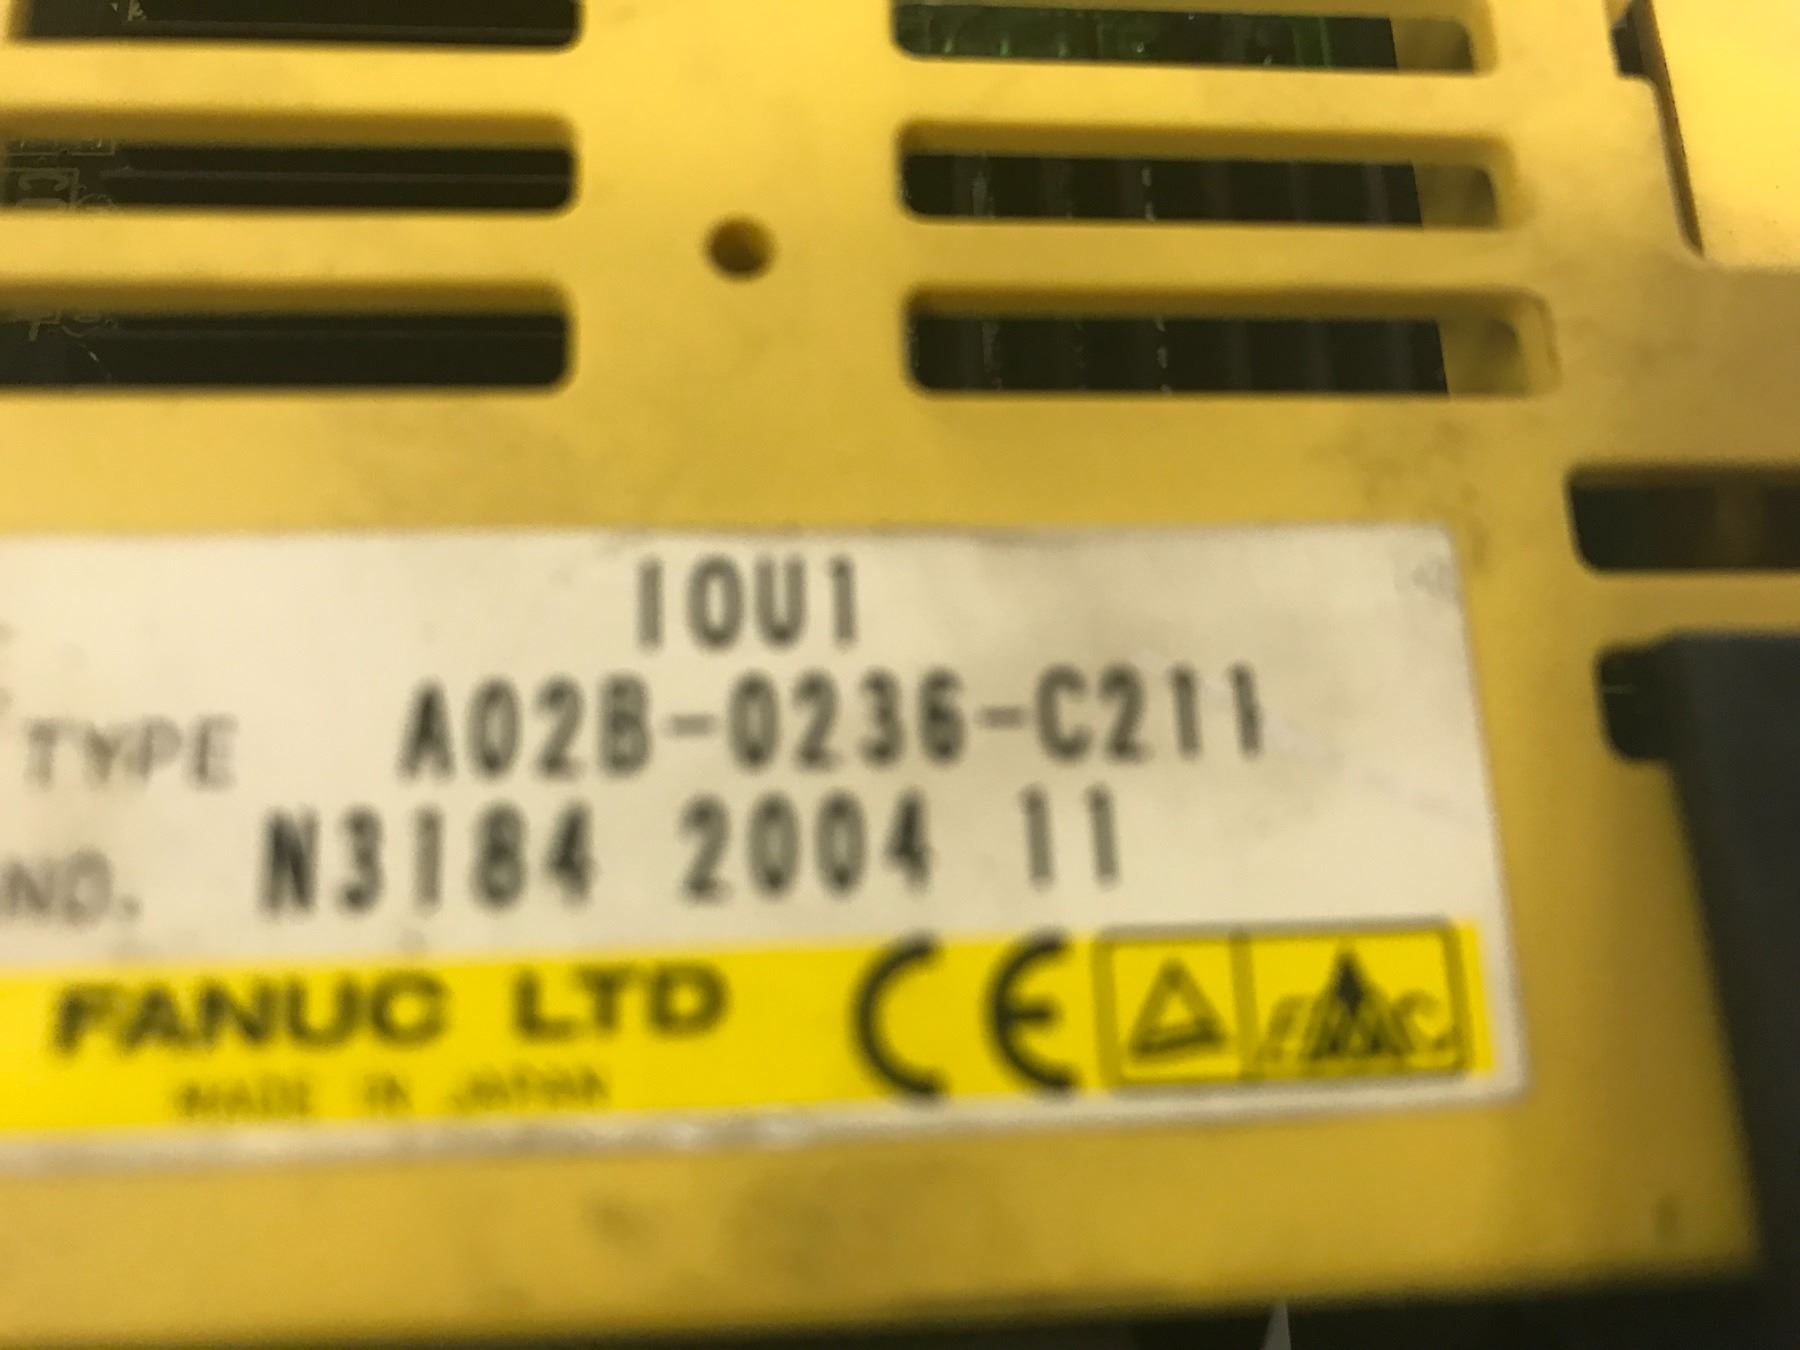 IOU1
TYPE A02B-0236-C211
NO. N3184 2004 11
FANUC LTD CE
MADE IN JAPAN